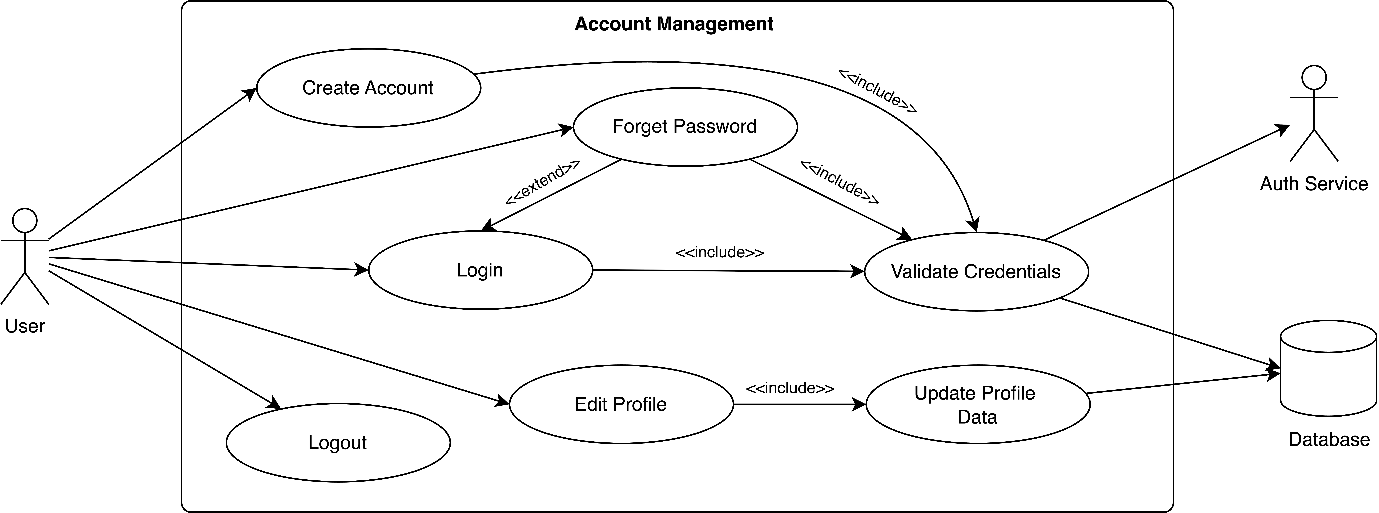 Account Management
Create Account
<<include>>
Forget Password
<<extend>>
<<include>>
Auth Service
Login
<<include>>
Validate Credentials
User
Edit Profile
<<include>>
Update Profile
Data
Logout
Database